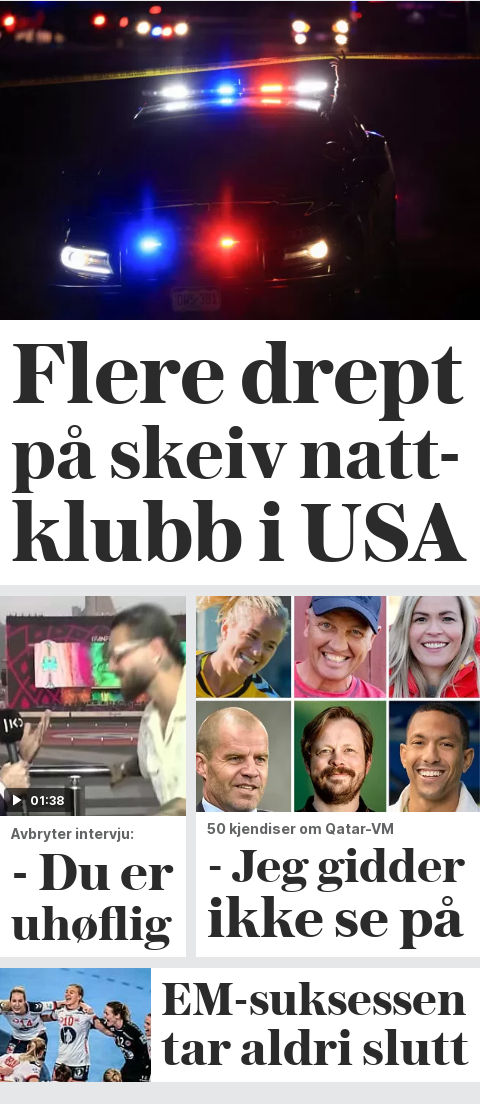 Flere drept
på skeiv natt-
klubb i USA
01:38
Avbryter intervju:
- Du er
uhøflig
50 kjendiser om Qatar-VM
- Jeg gidder
ikke se på
EM-suksessen
tar aldri slutt